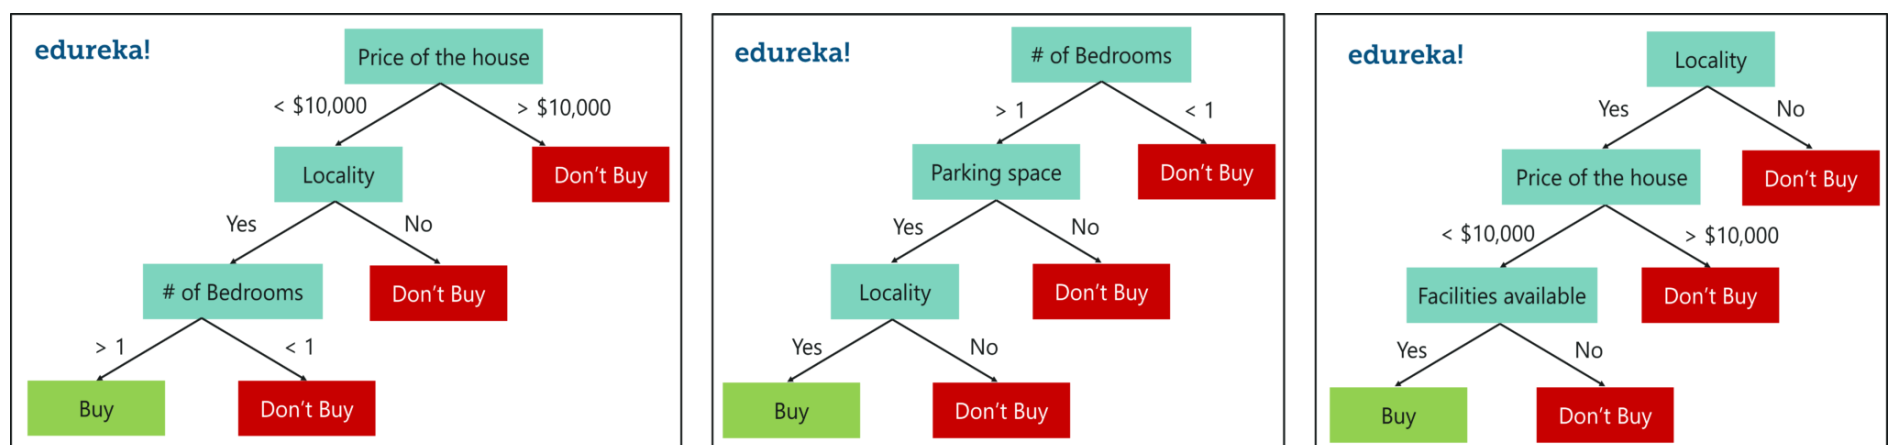 edureka!
Price of the house
< $10,000
> $10,000
Locality
Don't Buy
Yes
No
# of Bedrooms
Don't Buy
> 1
< 1
Buy
Don't Buy
edureka!
# of Bedrooms
> 1
< 1
Parking space
Don't Buy
Yes
No
Locality
Don't Buy
Yes
No
Buy
Don't Buy
edureka!
Locality
Yes
No
Price of the house
Don't Buy
< $10,000
> $10,000
Facilities available
Don't Buy
Yes
No
Buy
Don't Buy